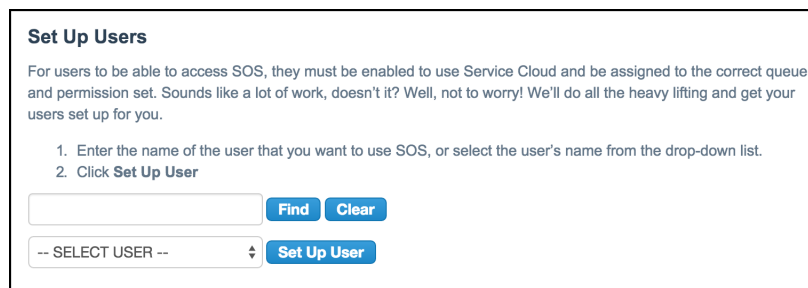 Set Up Users
For users to be able to access SOS, they must be enabled to use Service Cloud and be assigned to the correct queue
and permission set. Sounds like a lot of work, doesn’t it? Well, not to worry! We’ll do all the heavy lifting and get your
users set up for you.
1. Enter the name of the user that you want to use SOS, or select the user’s name from the drop-down list.
2. Click Set Up User
Find Clear
-- SELECT USER -- Set Up User